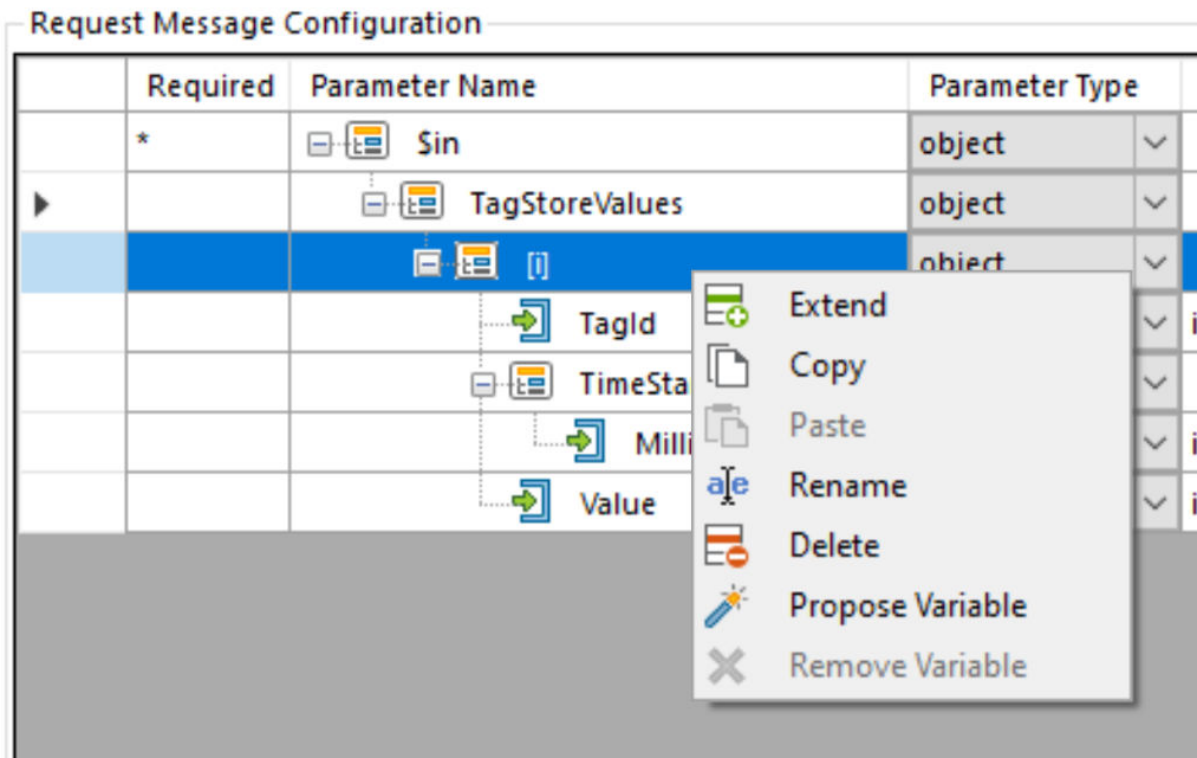 Request Message Configuration
Required Parameter Name Parameter Type
* $in object
TagStoreValues object
[i] object
Extend
TagId
Copy
TimeSta
Paste
Milli
Rename
Value
Delete
Propose Variable
Remove Variable